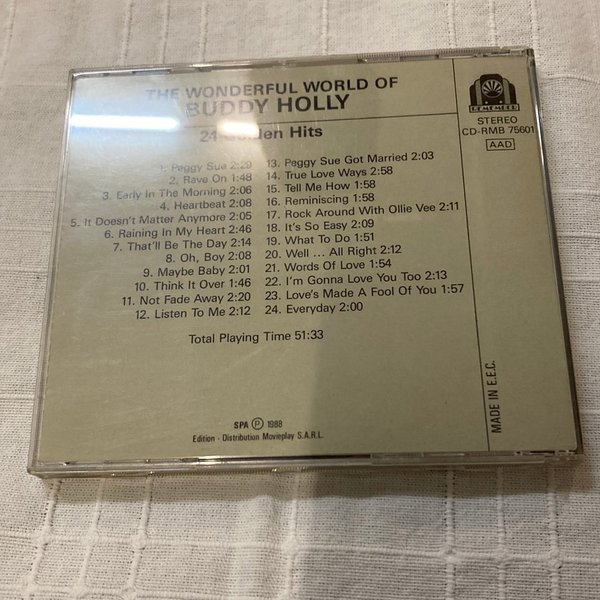 THE WONDERFUL WORLD OF
BUDDY HOLLY
24 Golden Hits
1. Peggy Sue 2:29
2. Rave On 1:48
3. Early In The Morning 2:06
4. Heartbeat 2:08
5. It Doesn't Matter Anymore 2:05
6. Raining In My Heart 2:46
7. That'll Be The Day 2:14
8. Oh, Boy 2:08
9. Maybe Baby 2:01
10. Think It Over 1:46
11. Not Fade Away 2:20
12. Listen To Me 2:12
13. Peggy Sue Got Married 2:03
14. True Love Ways 2:58
15. Tell Me How 1:58
16. Reminiscing 1:58
17. Rock Around With Ollie Vee 2:11
18. It's So Easy 2:09
19. What To Do 1:51
20. Well ... All Right 2:12
21. Words Of Love 1:54
22. I'm Gonna Love You Too 2:13
23. Love's Made A Fool Of You 1:57
24. Everyday 2:00
Total Playing Time 51:33
SPA Ⓟ 1988
Edition - Distribution Movieplay S.A.R.L.
REMEMBER
STEREO
CD-RMB 75601
AAD
MADE IN E.E.C.